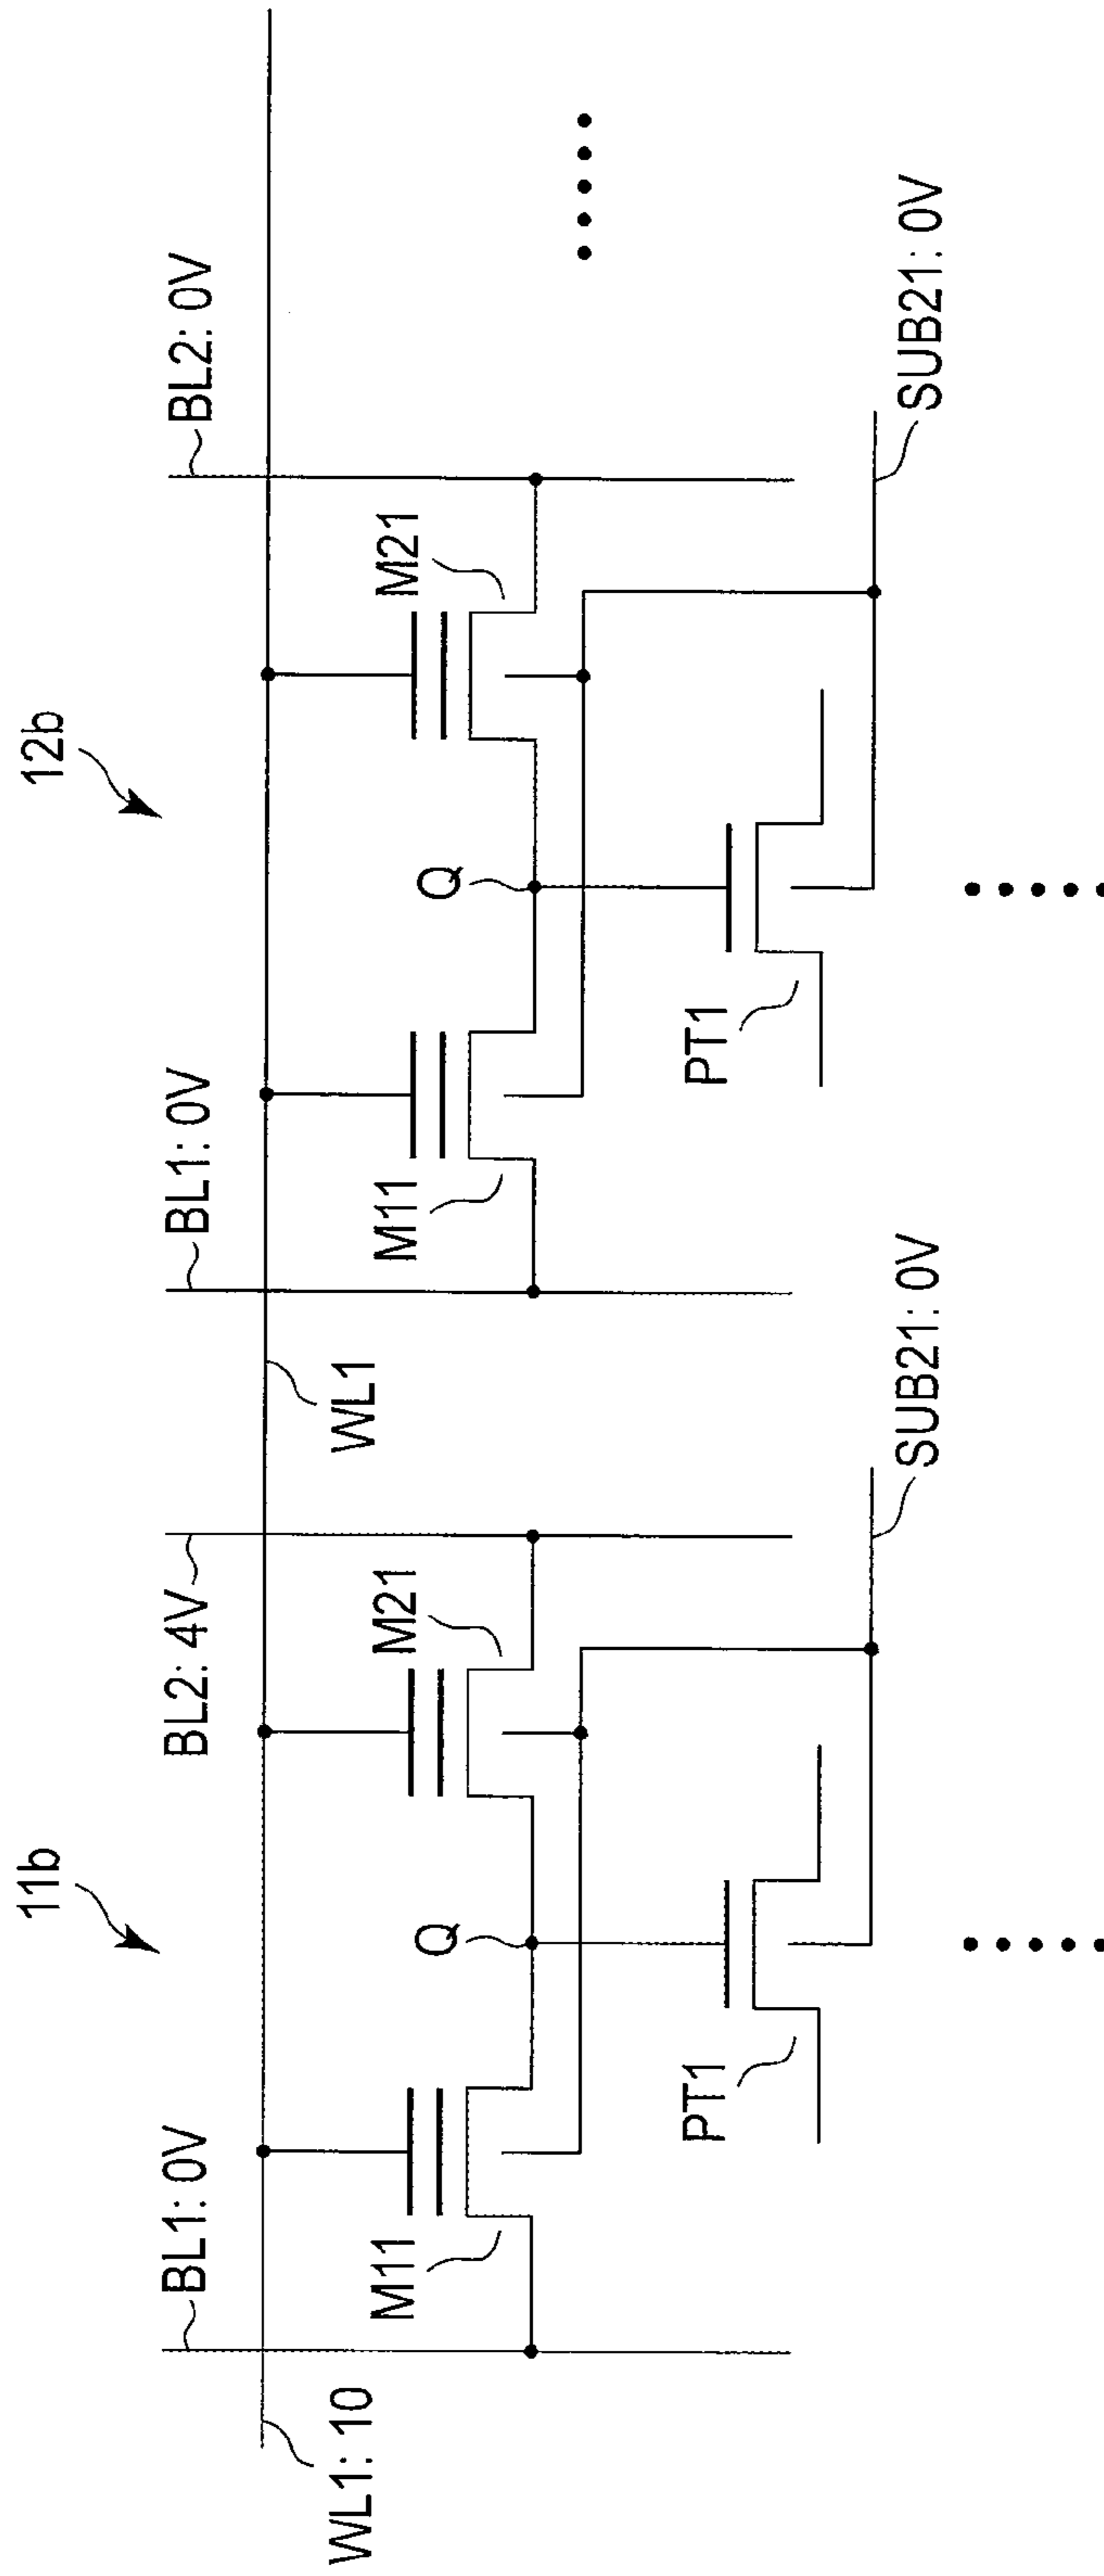 11b
12b
BL1: 0V
BL2: 4V
BL1: 0V
BL2: 0V
WL1: 10
WL1
M11
M21
M11
M21
Q
Q
PT1
PT1
SUB21: 0V
SUB21: 0V